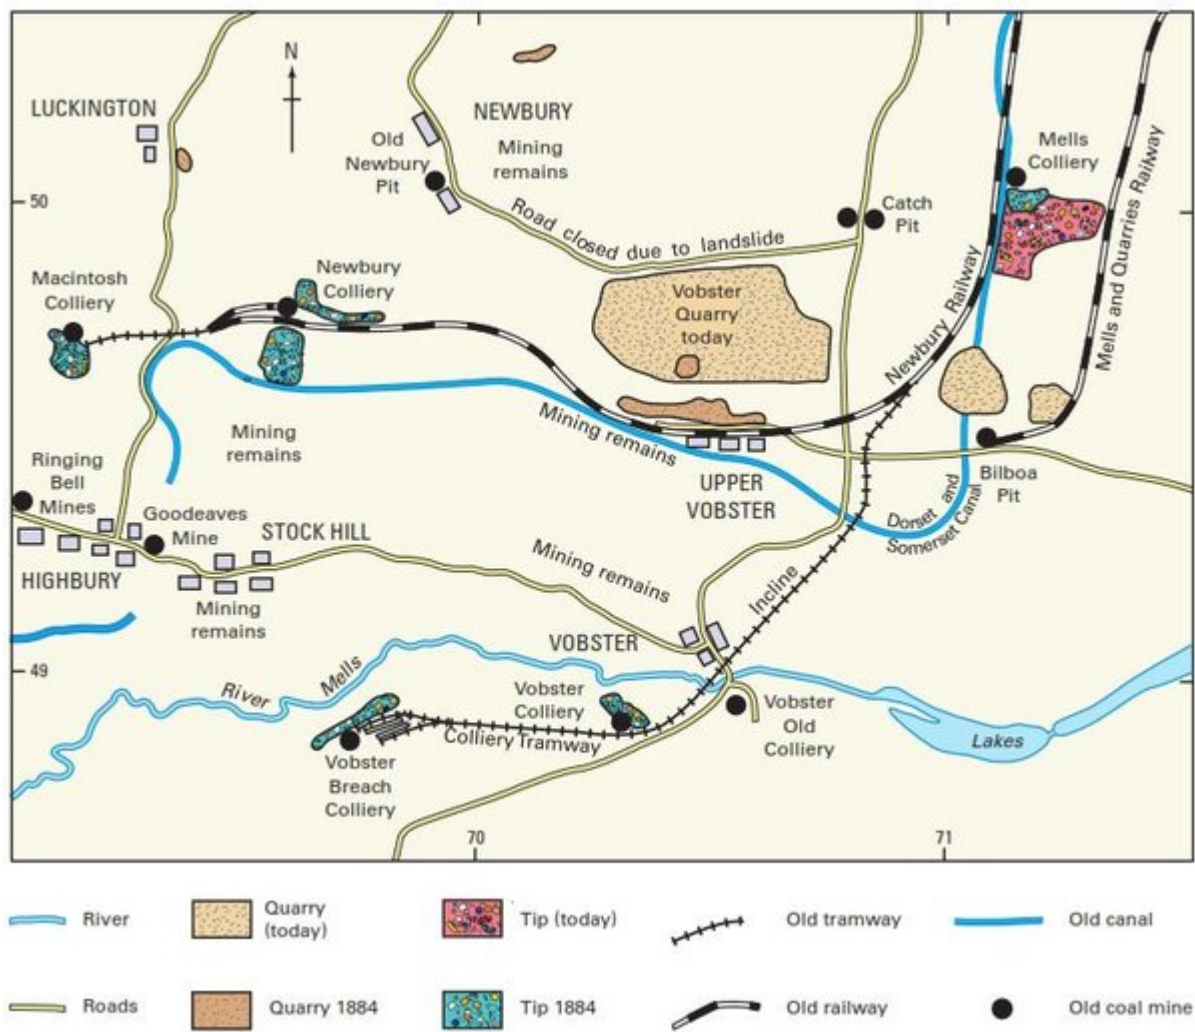 N
LUCKINGTON
NEWBURY
Mining
remains
Old
Newbury
Pit
Mells
Colliery
50
Road closed due to landslide
Catch
Pit
Mells and Quarries Railway
Macintosh
Colliery
Newbury
Colliery
Vobster
Quarry
today
Newbury Railway
Mining remains
Mining
remains
Ringing
Bell
Mines
Goodeaves
Mine
STOCK HILL
UPPER
VOBSTER
Bilboa
Pit
Dorset and
Somerset Canal
HIGHBURY
Mining
remains
Mining remains
Incline
VOBSTER
49
River Mells
Vobster
Colliery
Vobster
Old
Colliery
Lakes
Colliery Tramway
Vobster
Breach
Colliery
70
71
River
Quarry
(today)
Tip (today)
Old tramway
Old canal
Roads
Quarry 1884
Tip 1884
Old railway
Old coal mine